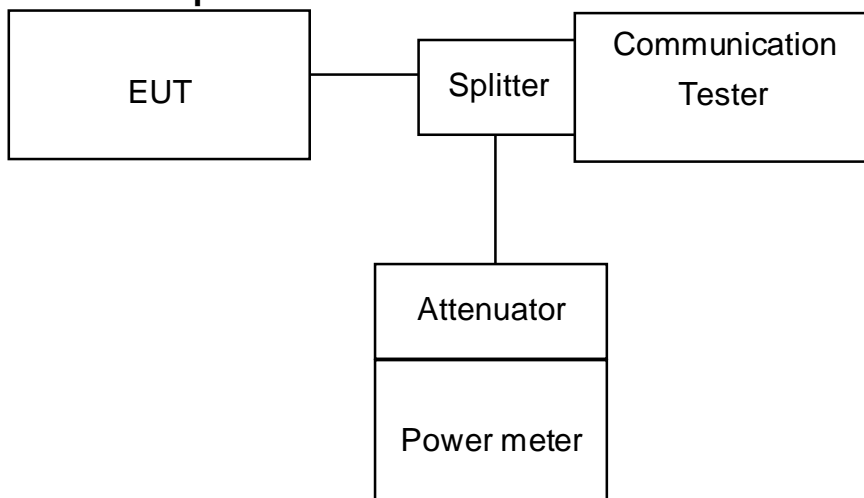 EUT
Splitter
Communication
Tester
Attenuator
Power meter